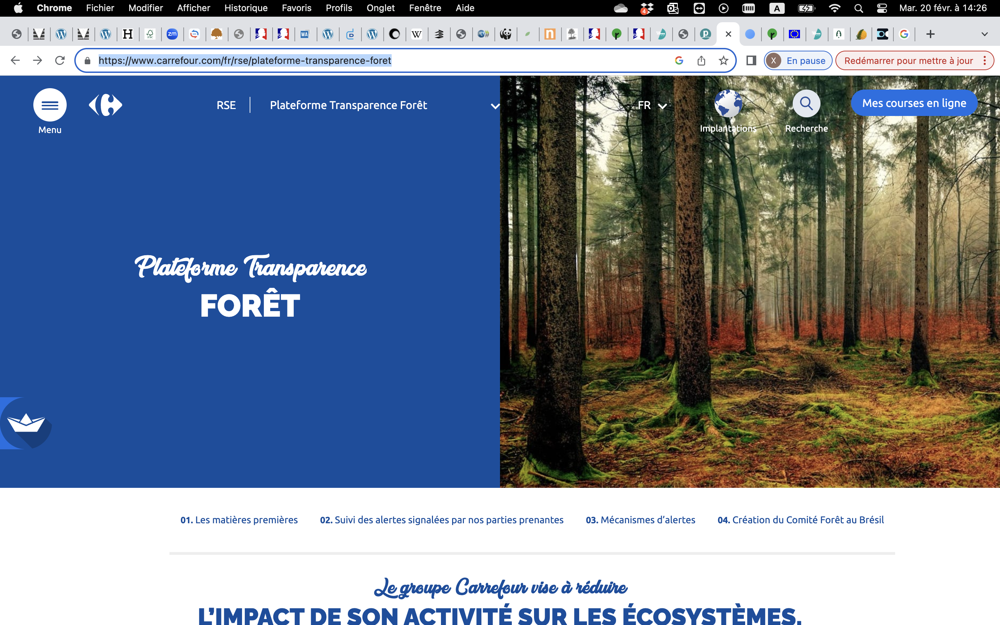 Chrome Fichier Modifier Afficher Historique Favoris Profils Onglet Fenêtre Aide
4
A
Mar. 20 févr. à 14:26
H FSC zm WA W n r p r G
https://www.carrefour.com/fr/rse/plateforme-transparence-foret
X En pause
Redémarrer pour mettre à jour
Menu
RSE
Plateforme Transparence Forêt
FR
Implantations
Recherche
Mes courses en ligne
Plateforme Transparence
FORÊT
01. Les matières premières
02. Suivi des alertes signalées par nos parties prenantes
03. Mécanismes d’alertes
04. Création du Comité Forêt au Brésil
Le groupe Carrefour vise à réduire
L’IMPACT DE SON ACTIVITÉ SUR LES ÉCOSYSTÈMES,